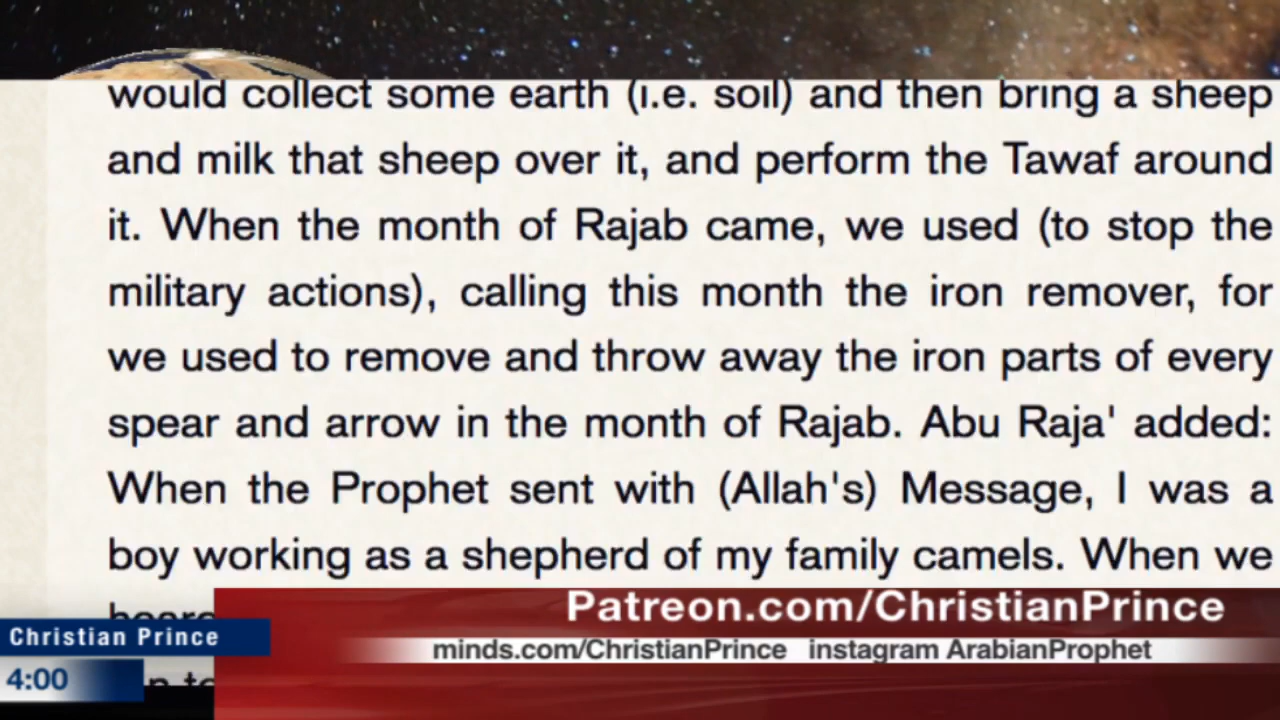 would collect some earth (i.e. soil) and then bring a sheep
and milk that sheep over it, and perform the Tawaf around
it. When the month of Rajab came, we used (to stop the
military actions), calling this month the iron remover, for
we used to remove and throw away the iron parts of every
spear and arrow in the month of Rajab. Abu Raja' added:
When the Prophet sent with (Allah's) Message, I was a
boy working as a shepherd of my family camels. When we
Patreon.com/ChristianPrince
Christian Prince
minds.com/ChristianPrince instagram ArabianProphet
4:00